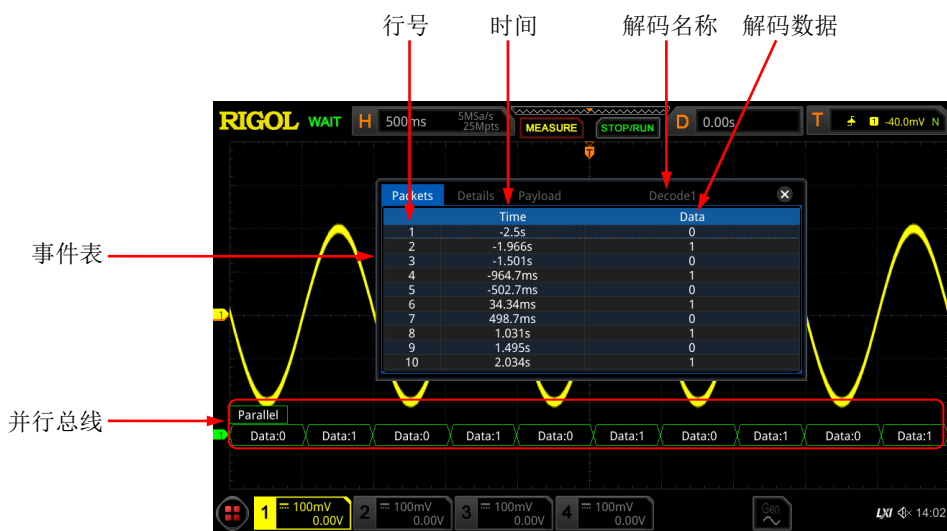 行号 时间 解码名称 解码数据
RIGOL WAIT H 500ms 5MSa/s 25Mpts MEASURE STOP/RUN D 0.00s T 1 -40.0mV N
T
Packets Details Payload Decode1
Time Data
1 -2.5s 0
2 -1.966s 1
3 -1.501s 0
4 -964.7ms 1
5 -502.7ms 0
6 34.34ms 1
7 498.7ms 0
8 1.031s 1
9 1.495s 0
10 2.034s 1
事件表
1
Parallel
并行总线
1 Data:0 Data:1 Data:0 Data:1 Data:0 Data:1 Data:0 Data:1 Data:0 Data:1
1 100mV 0.00V 2 100mV 0.00V 3 100mV 0.00V 4 100mV 0.00V Gen LXI 14:02